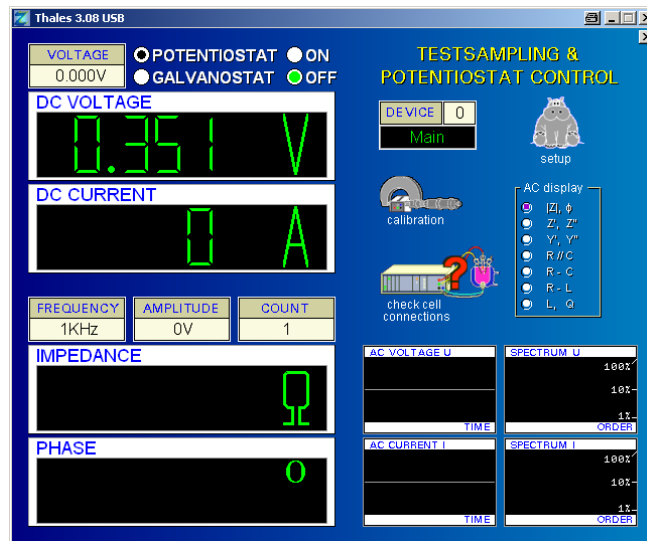 Thales 3.08 USB
VOLTAGE
0.000V
POTENTIOSTAT ON
GALVANOSTAT OFF
DC VOLTAGE
0.351 V
DC CURRENT
0 A
FREQUENCY AMPLITUDE COUNT
1KHz 0V 1
IMPEDANCE
Ω
PHASE
o
TESTSAMPLING &
POTENTIOSTAT CONTROL
DEVICE 0
Main
setup
calibration
check cell
connections
AC display
|Z|, ϕ
Z', Z"
Y', Y"
R//C
R - C
R - L
L, Q
AC VOLTAGE U
TIME
SPECTRUM U
100%
10%
1%
ORDER
AC CURRENT I
TIME
SPECTRUM I
100%
10%
1%
ORDER